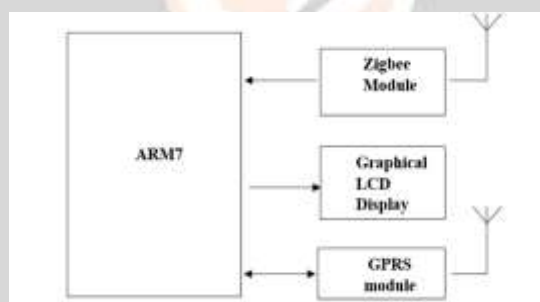 Zigbee
Module
ARM7
Graphical
LCD
Display
GPRS
module